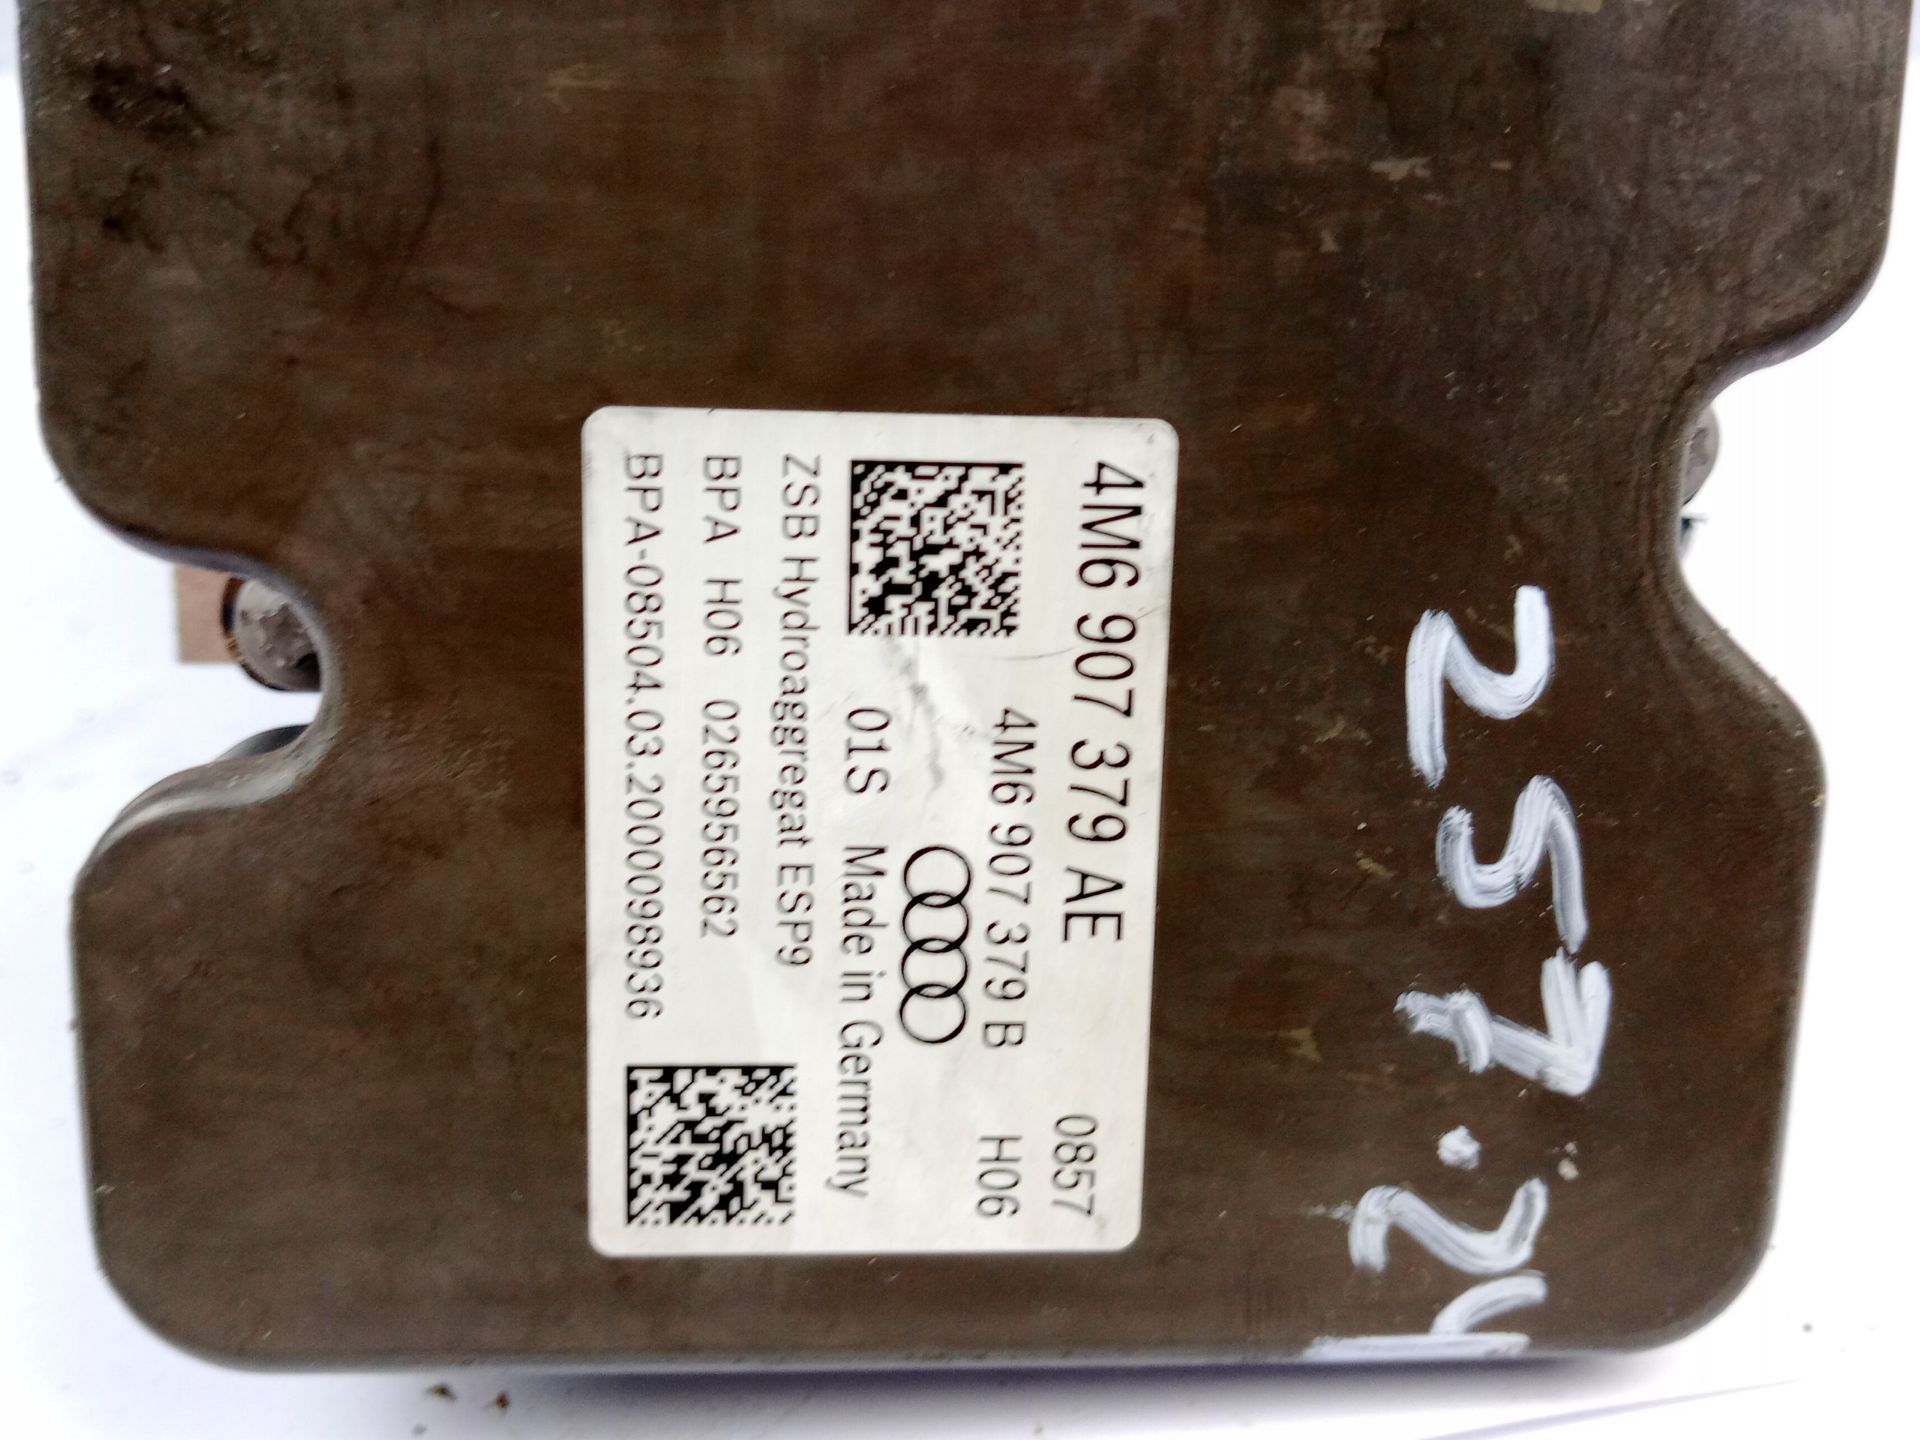 257.24
4M6 907 379 AE 0857
4M6 907 379 B H06
01S Made in Germany
ZSB Hydroaggregat ESP9
BPA H06 0265956562
BPA-08504.03.2000098936